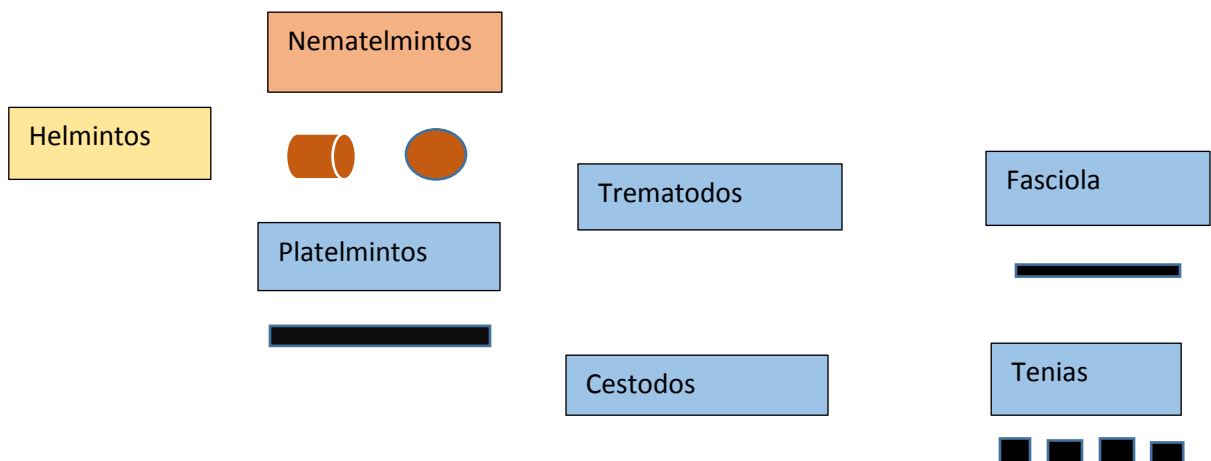 Nematelmintos
Helmintos
Trematodos
Fasciola
Platelmintos
Cestodos
Tenias